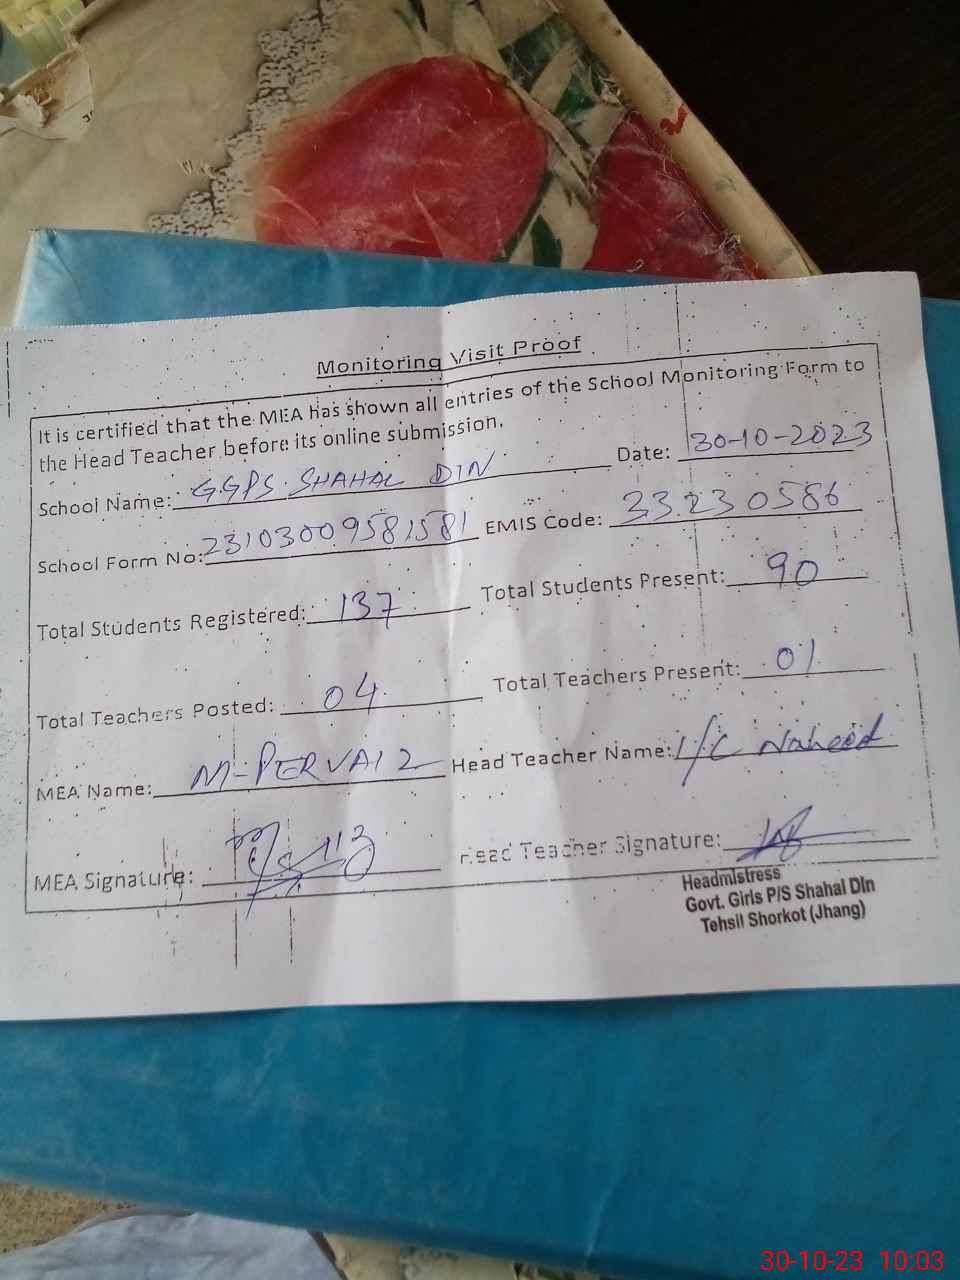 Monitoring Visit Proof
It is certified that the MEA has shown all entries of the School Monitoring Form to
the Head Teacher before its online submission.
School Name: GGPS SHAHAL DIN Date: 30-10-2023
School Form No: 2310300958,581 EMIS Code: 33230586
Total Students Registered: 137 Total Students Present: 90
Total Teachers Posted: 04 Total Teachers Present: 01
MEA Name: M-PERVAIZ Head Teacher Name: I/C Naheed
MEA Signature: Head Teacher Signature:
Headmistress
Govt. Girls P/S Shahal Din
Tehsil Shorkot (Jhang)
30-10-23 10:03